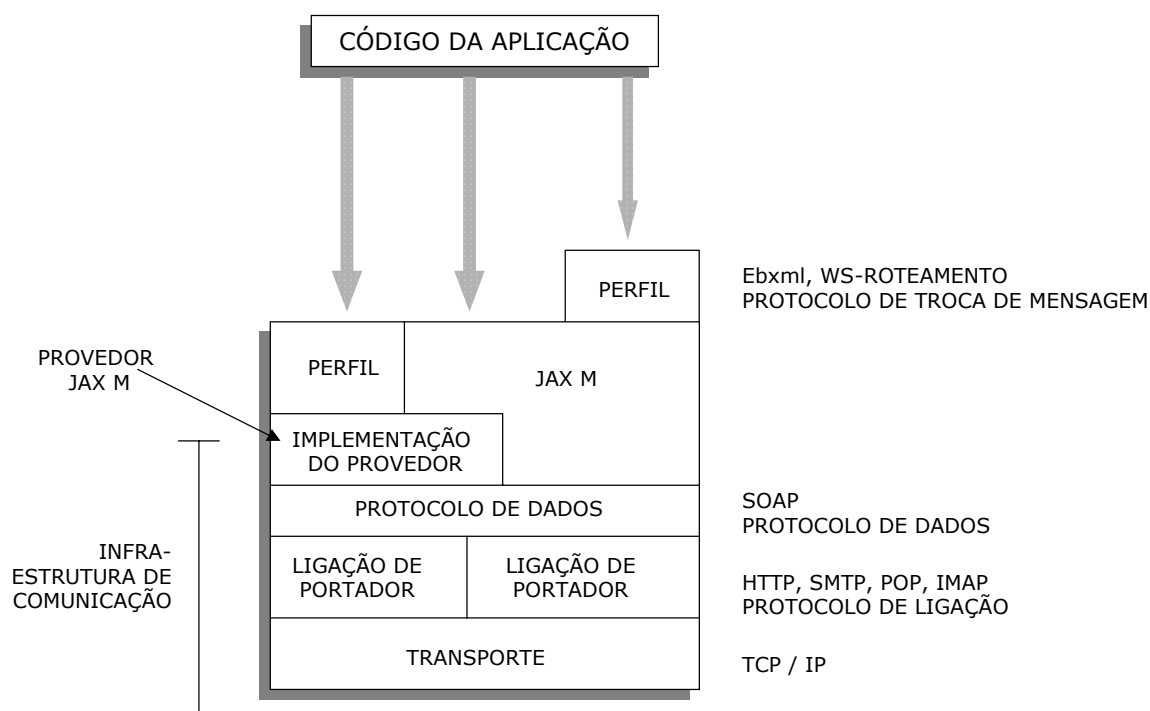 CÓDIGO DA APLICAÇÃO
PERFIL
Ebxml, WS-ROTEAMENTO
PROTOCOLO DE TROCA DE MENSAGEM
PROVEDOR
JAX M
PERFIL
JAX M
IMPLEMENTAÇÃO
DO PROVEDOR
PROTOCOLO DE DADOS
SOAP
PROTOCOLO DE DADOS
INFRA-
ESTRUTURA DE
COMUNICAÇÃO
LIGAÇÃO DE
PORTADOR
LIGAÇÃO DE
PORTADOR
HTTP, SMTP, POP, IMAP
PROTOCOLO DE LIGAÇÃO
TRANSPORTE
TCP / IP